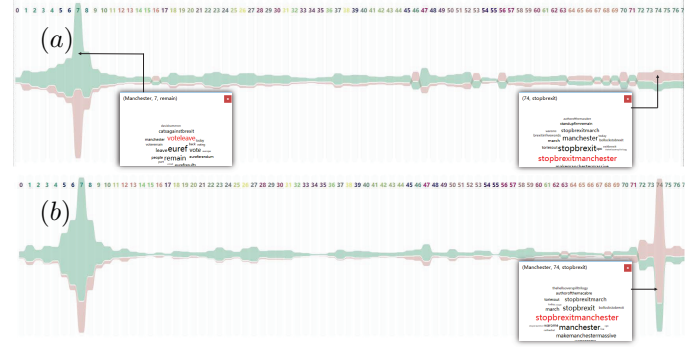 0 1 2 3 4 5 6 7 8 9 10 11 12 13 14 15 16 17 18 19 20 21 22 23 24 25 26 27 28 29 30 31 32 33 34 35 36 37 38 39 40 41 42 43 44 45 46 47 48 49 50 51 52 53 54 55 56 57 58 59 60 61 62 63 64 65 66 67 68 69 70 71 72 73 74 75 76 77
(a)
(Manchester, 7, remain)
catsagainstbrexit
manchester voteleave
leave euref vote
people remain eureferendum
eurefresults
(74, stopbrexit)
standupforremain
stopbrexitmarch
manchester
march
toriesout stopbrexit
stopbrexitmanchester
makemanchestermassive
0 1 2 3 4 5 6 7 8 9 10 11 12 13 14 15 16 17 18 19 20 21 22 23 24 25 26 27 28 29 30 31 32 33 34 35 36 37 38 39 40 41 42 43 44 45 46 47 48 49 50 51 52 53 54 55 56 57 58 59 60 61 62 63 64 65 66 67 68 69 70 71 72 73 74 75 76 77
(b)
(Manchester, 74, stopbrexit)
authorofthemacabre
toriesout stopbrexitmarch
march stopbrexit
stopbrexitmanchester
manchester
makemanchestermassive